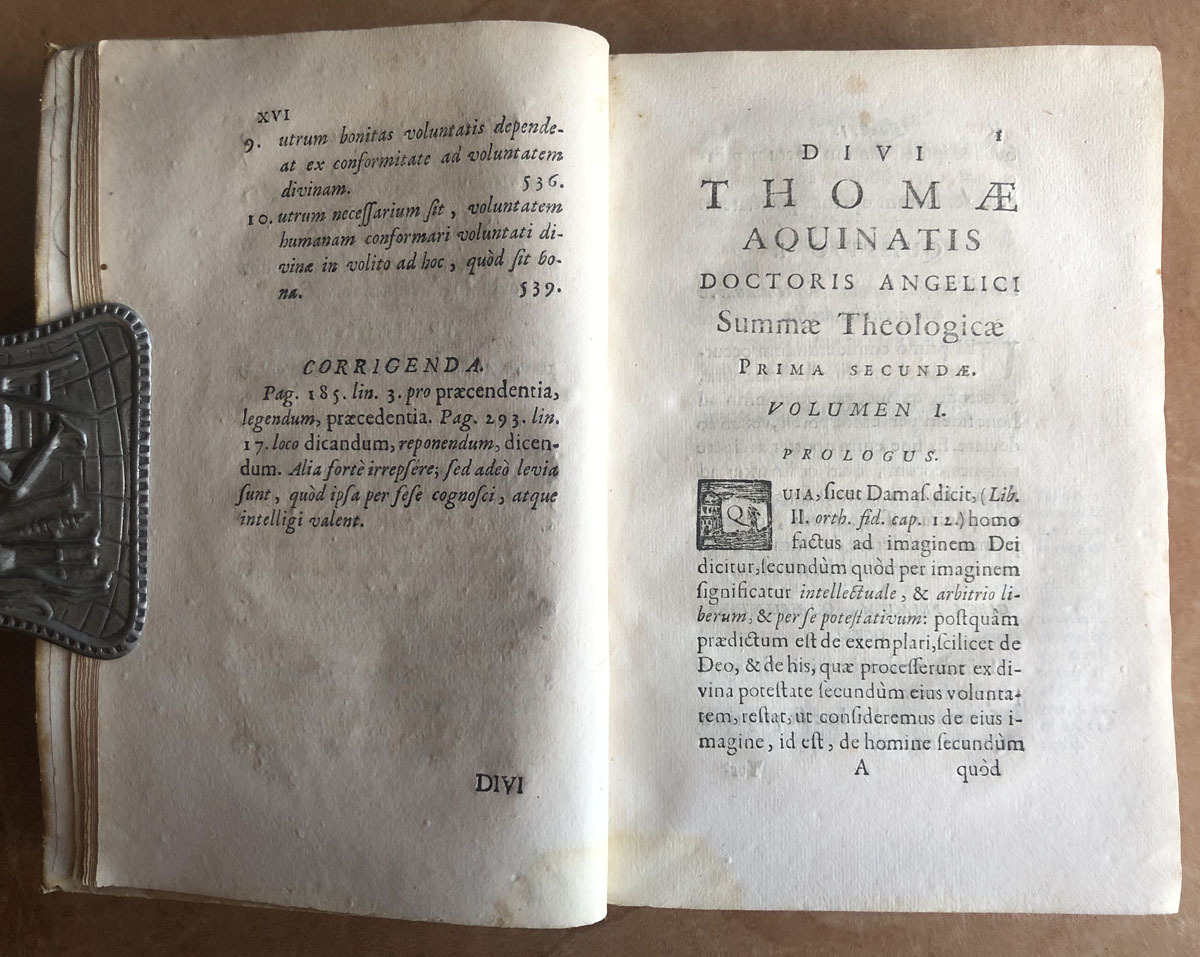 XVI
9. utrum bonitas voluntatis depende-
at ex conformitate ad voluntatem
divinam. 536.
10. utrum neceſſarium ſit, voluntatem
humanam conformari voluntati di-
vinæ in volito ad hoc, quòd ſit bo-
na. 539.
CORRIGENDA.
Pag. 185. lin. 3. pro præcendentia,
legendum, præcedentia. Pag. 293. lin.
17. loco dicandum, reponendum, dicen-
dum. Alia fortè irrepſére; ſed adeò levia
ſunt, quòd ipſa per ſeſe cognoſci, atque
intelligi valent.
DIVI
1
DIVI
THOMÆ
AQUINATIS
DOCTORIS ANGELICI
Summæ Theologicæ
PRIMA SECUNDÆ.
VOLUMEN I.
PROLOGUS.
QUIA, ſicut Damaſ. dicit, (Lib.
II. orth. fid. cap. 12.) homo
factus ad imaginem Dei
dicitur, ſecundùm quòd per imaginem
ſignificatur intellectuale, & arbitrio li-
berum, & per ſe poteſtativum: poſtquàm
prædictum eſt de exemplari, ſcilicet de
Deo, & de his, quæ proceſſerunt ex di-
vina poteſtate ſecundùm eius volunta-
tem, reſtat, ut conſideremus de eius i-
magine, id eſt, de homine ſecundùm
A quòd